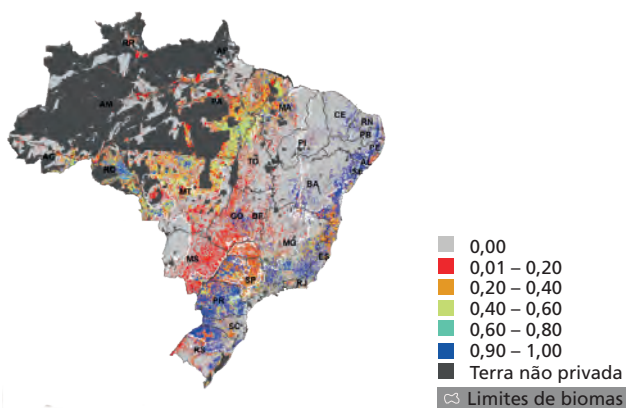 RR
AP
AM
PA
MA
CE
RN
PB
PE
AL
SE
PI
AC
RO
TO
BA
MT
GO
DF
MG
ES
MS
SP
RJ
PR
SC
RS
0,00
0,01 – 0,20
0,20 – 0,40
0,40 – 0,60
0,60 – 0,80
0,90 – 1,00
Terra não privada
Limites de biomas